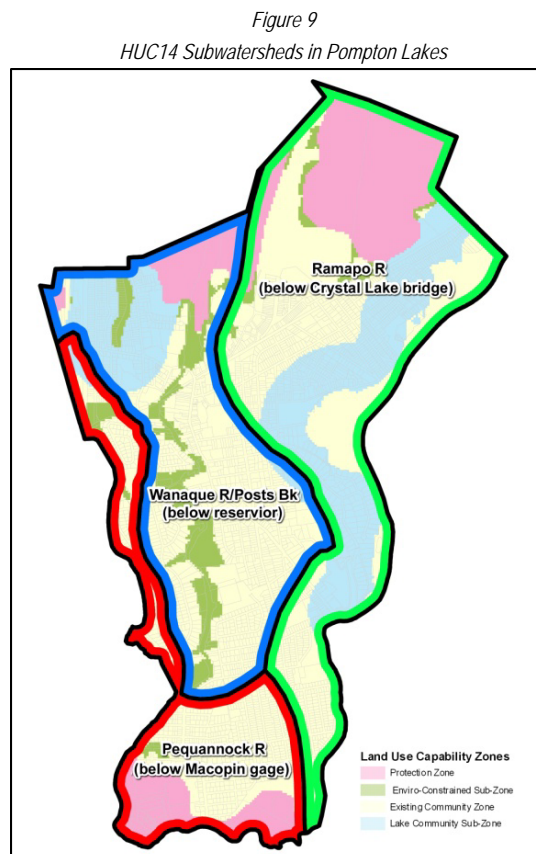 Figure 9
HUC14 Subwatersheds in Pompton Lakes
Ramapo R
(below Crystal Lake bridge)
Wanaque R/Posts Bk
(below reservior)
Pequannock R
(below Macopin gage)
Land Use Capability Zones
Protection Zone
Enviro-Constrained Sub-Zone
Existing Community Zone
Lake Community Sub-Zone